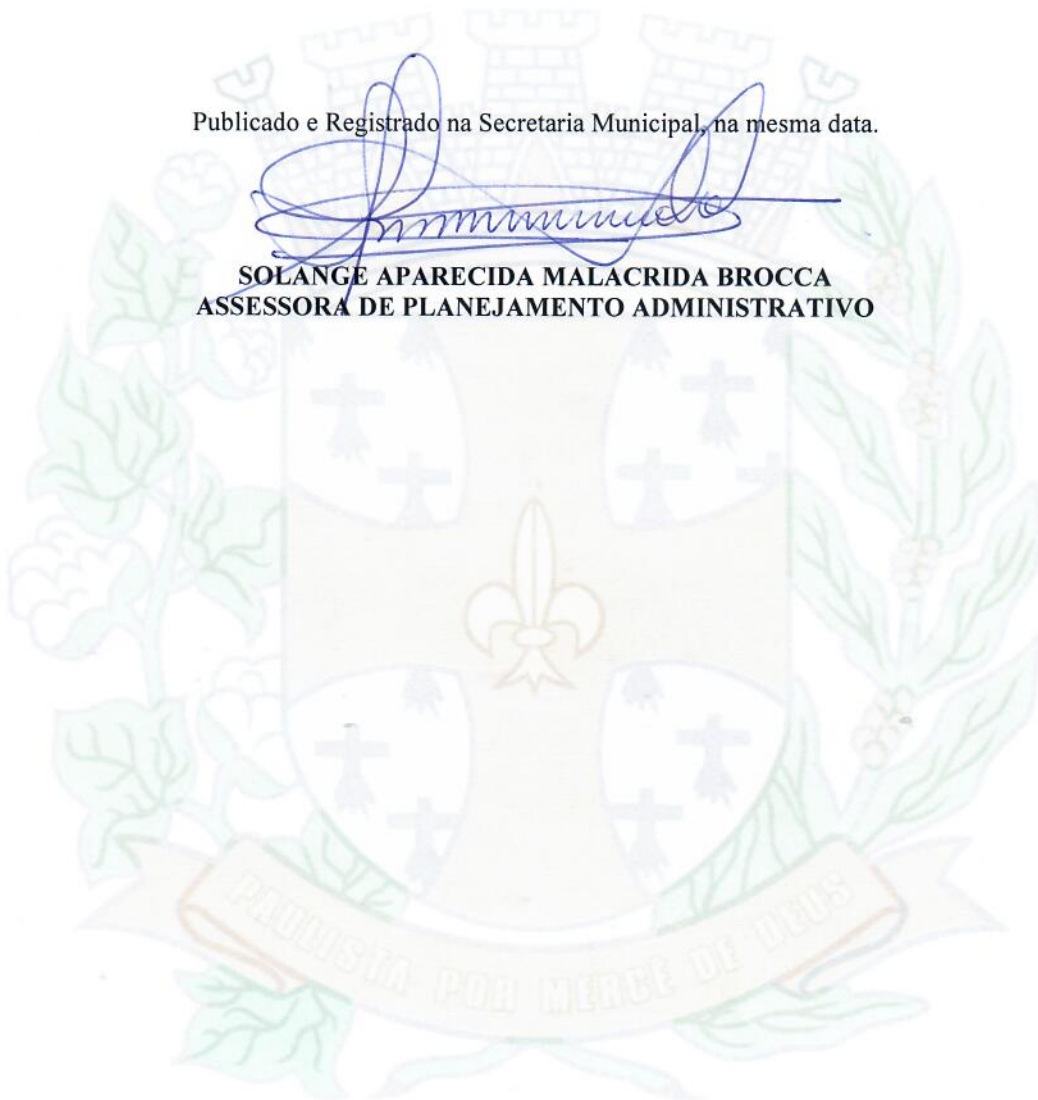 Publicado e Registrado na Secretaria Municipal, na mesma data.
SOLANGE APARECIDA MALACRIDA BROCCA
ASSESSORA DE PLANEJAMENTO ADMINISTRATIVO
PAULISTA POR MERCÊ DE DEUS